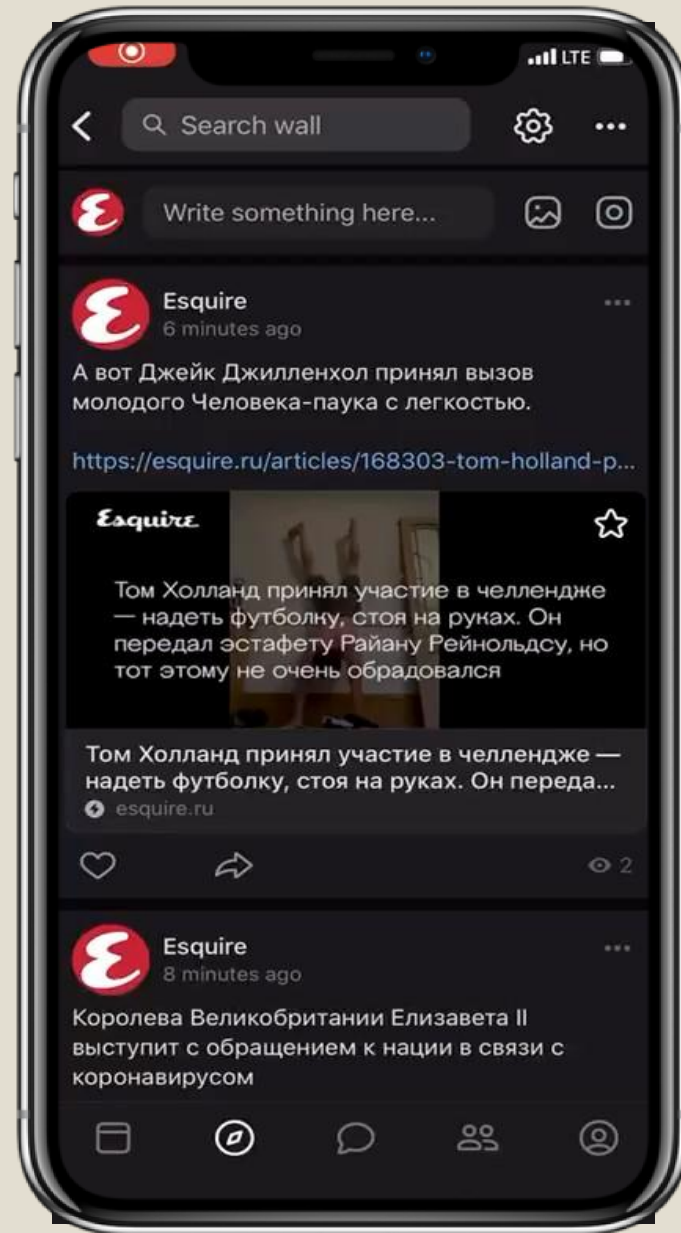 LTE
Search wall
Write something here...
Esquire
6 minutes ago
А вот Джейк Джилленхол принял вызов
молодого Человека-паука с легкостью.
https://esquire.ru/articles/168303-tom-holland-p...
Esquire
Том Холланд принял участие в челлендже
— надеть футболку, стоя на руках. Он
передал эстафету Райану Рейнольдсу, но
тот этому не очень обрадовался
Том Холланд принял участие в челлендже —
надеть футболку, стоя на руках. Он переда...
esquire.ru
2
Esquire
8 minutes ago
Королева Великобритании Елизавета II
выступит с обращением к нации в связи с
коронавирусом